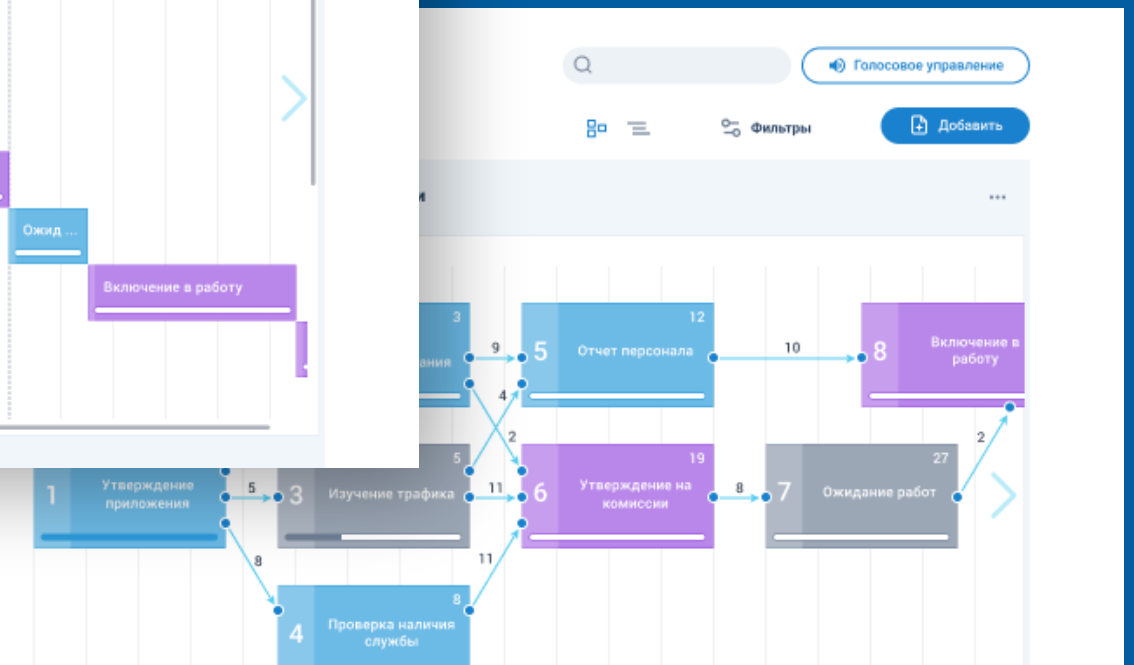 Голосовое управление
Фильтры
Добавить
...
Ожид ...
Включение в работу
3
9
5
12
Отчет персонала
10
8
Включение в
работу
4
2
2
1
Утверждение
приложения
5
3
5
Изучение трафика
11
6
19
Утверждение на
комиссии
8
7
27
Ожидание работ
8
11
4
8
Проверка наличия
службы